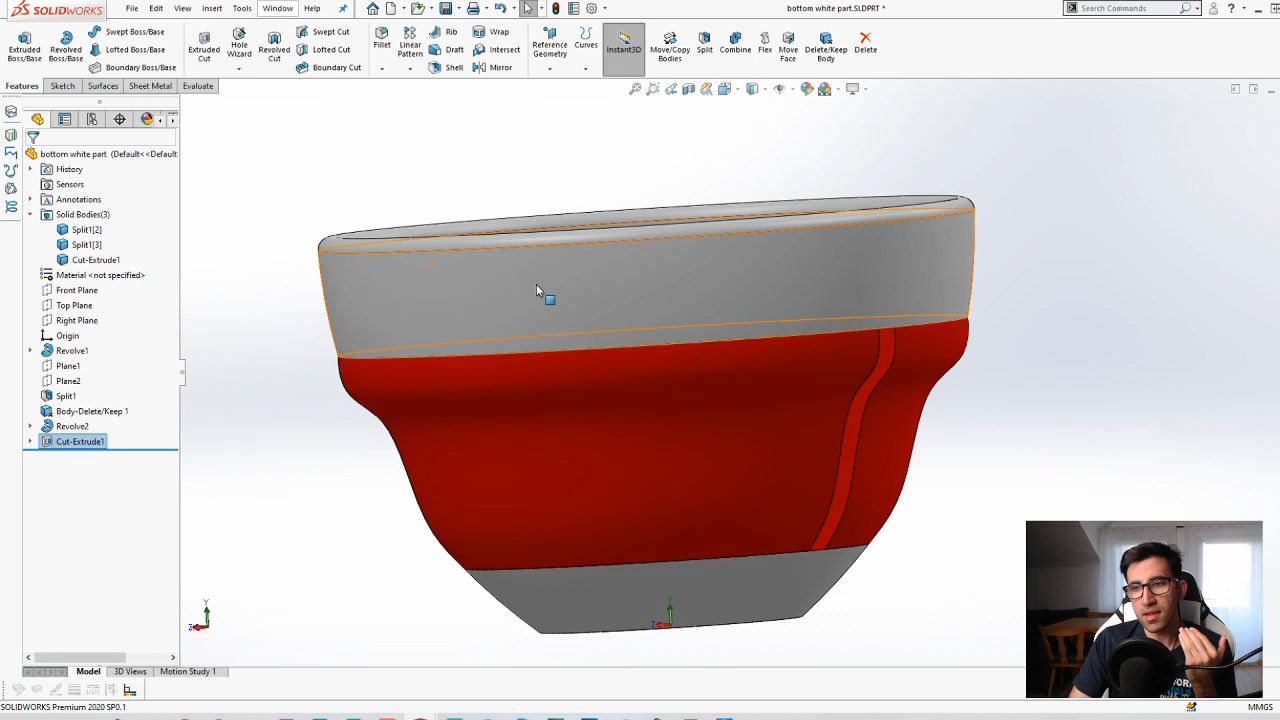 SOLIDWORKS File Edit View Insert Tools Window Help bottom white part.SLDPRT * Search Commands
Extruded Boss/Base
Revolved Boss/Base
Swept Boss/Base
Lofted Boss/Base
Boundary Boss/Base
Extruded Cut
Hole Wizard
Revolved Cut
Swept Cut
Lofted Cut
Boundary Cut
Fillet
Linear Pattern
Rib
Draft
Shell
Wrap
Intersect
Mirror
Reference Geometry
Curves
Instant3D
Move/Copy Bodies
Split
Combine
Flex
Move Face
Delete/Keep Body
Delete
Features Sketch Surfaces Sheet Metal Evaluate
bottom white part (Default<<Default
History
Sensors
Annotations
Solid Bodies(3)
Split1[2]
Split1[3]
Cut-Extrude1
Material <not specified>
Front Plane
Top Plane
Right Plane
Origin
Revolve1
Plane1
Plane2
Split1
Body-Delete/Keep 1
Revolve2
Cut-Extrude1
Y
Z
Y
Z
Model 3D Views Motion Study 1
SOLIDWORKS Premium 2020 SP0.1 MMGS